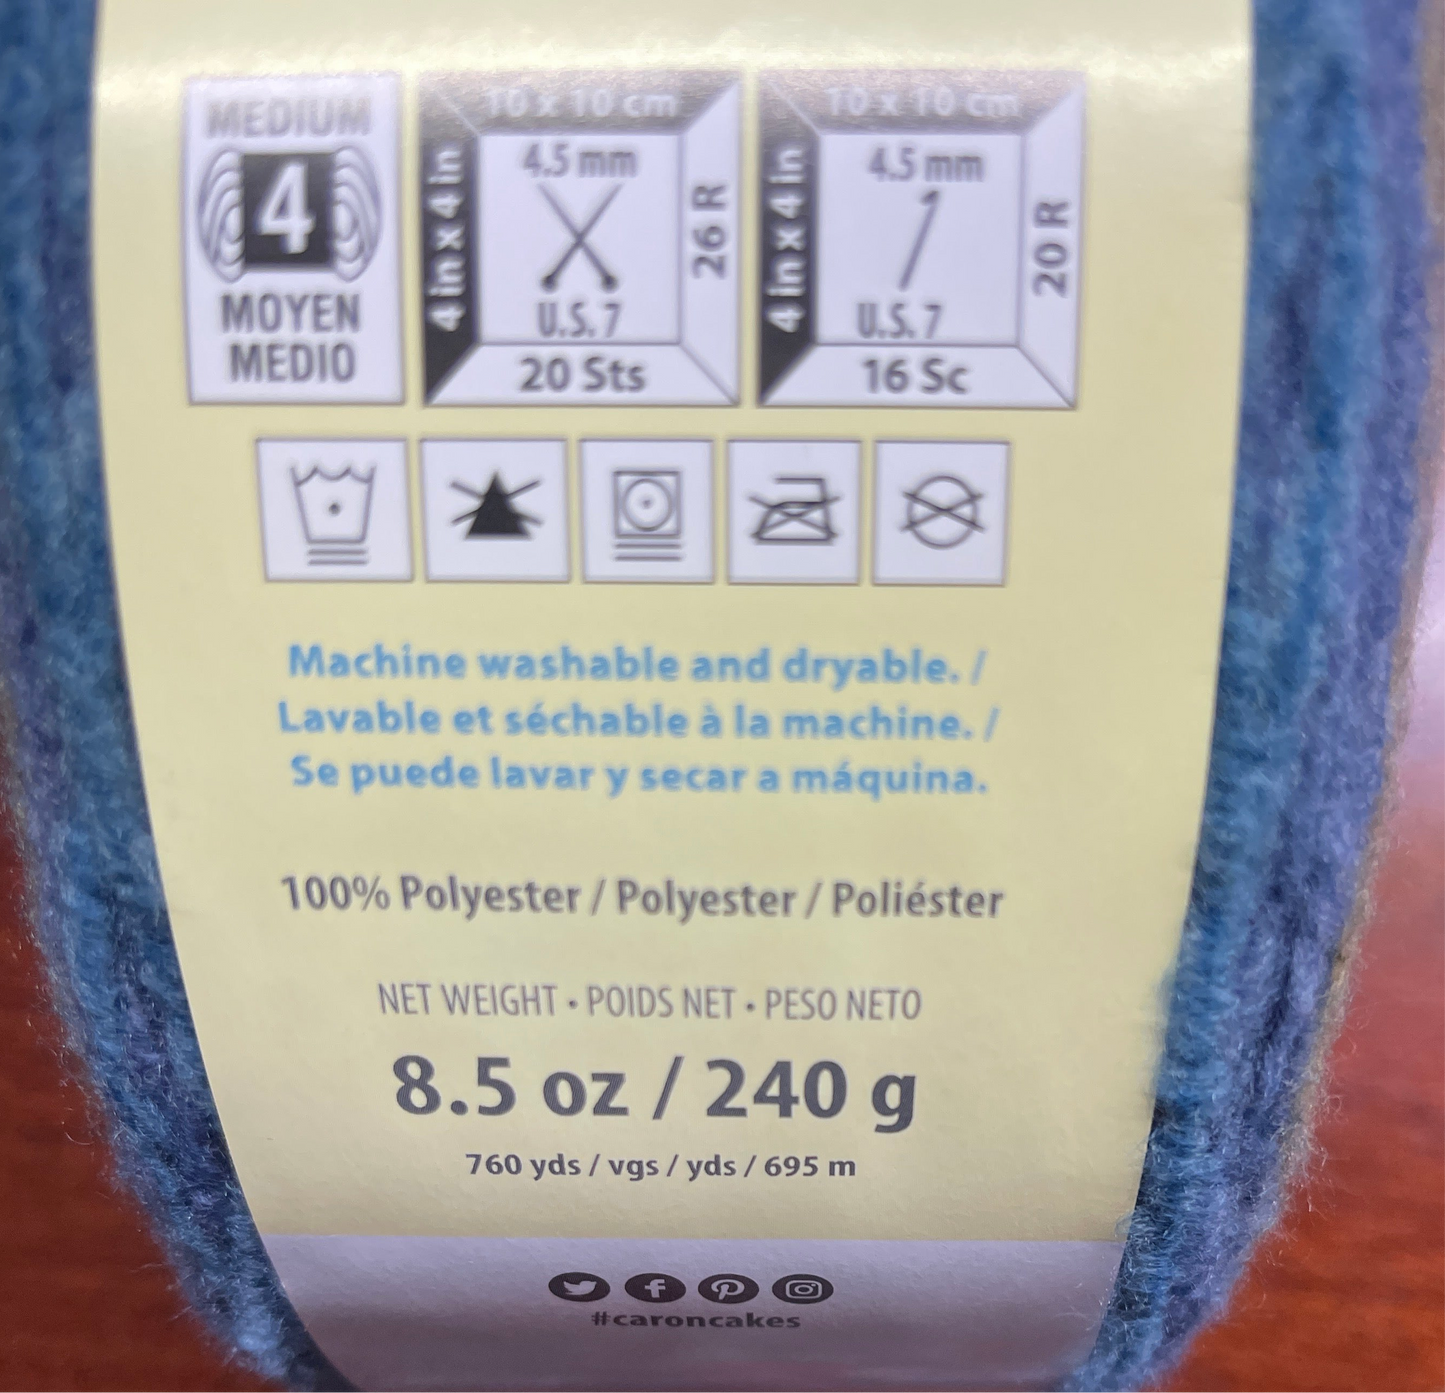 MEDIUM
4
MOYEN
MEDIO
10 x 10 cm
4 in x 4 in
4.5 mm
U.S. 7
26 R
20 Sts
10 x 10 cm
4 in x 4 in
4.5 mm
U.S. 7
20 R
16 Sc
Machine washable and dryable. /
Lavable et séchable à la machine. /
Se puede lavar y secar a máquina.
100% Polyester / Polyester / Poliéster
NET WEIGHT • POIDS NET • PESO NETO
8.5 oz / 240 g
760 yds / vgs / yds / 695 m
#caroncakes